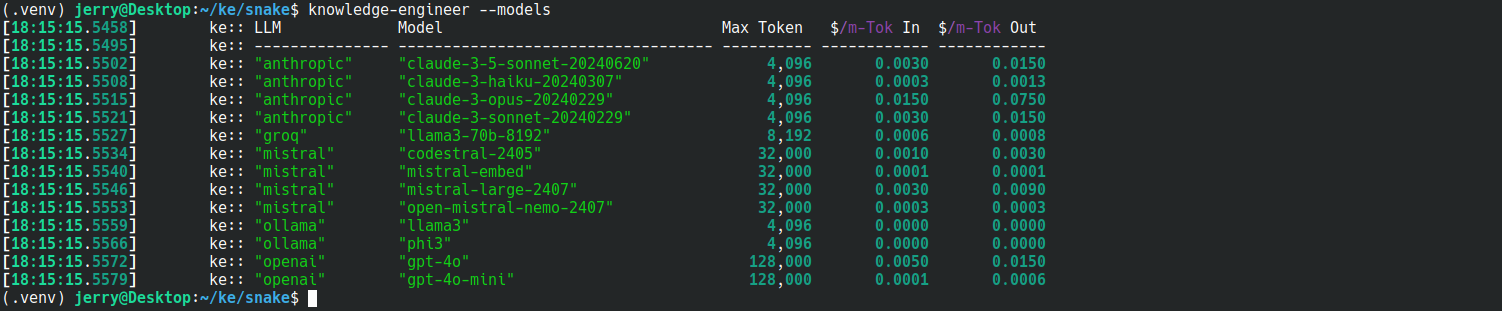 (.venv) jerry@Desktop:~/ke/snake$ knowledge-engineer --models
[18:15:15.5458]        ke:: LLM             Model                               Max Token   $/m-Tok In  $/m-Tok Out
[18:15:15.5495]        ke:: --------------- ----------------------------------- ---------- ------------ ------------
[18:15:15.5502]        ke:: "anthropic"     "claude-3-5-sonnet-20240620"             4,096       0.0030       0.0150
[18:15:15.5508]        ke:: "anthropic"     "claude-3-haiku-20240307"                4,096       0.0003       0.0013
[18:15:15.5515]        ke:: "anthropic"     "claude-3-opus-20240229"                 4,096       0.0150       0.0750
[18:15:15.5521]        ke:: "anthropic"     "claude-3-sonnet-20240229"               4,096       0.0030       0.0150
[18:15:15.5527]        ke:: "groq"          "llama3-70b-8192"                        8,192       0.0006       0.0008
[18:15:15.5534]        ke:: "mistral"       "codestral-2405"                        32,000       0.0010       0.0030
[18:15:15.5540]        ke:: "mistral"       "mistral-embed"                         32,000       0.0001       0.0001
[18:15:15.5546]        ke:: "mistral"       "mistral-large-2407"                    32,000       0.0030       0.0090
[18:15:15.5553]        ke:: "mistral"       "open-mistral-nemo-2407"                32,000       0.0003       0.0003
[18:15:15.5559]        ke:: "ollama"        "llama3"                                 4,096       0.0000       0.0000
[18:15:15.5566]        ke:: "ollama"        "phi3"                                   4,096       0.0000       0.0000
[18:15:15.5572]        ke:: "openai"        "gpt-4o"                               128,000       0.0050       0.0150
[18:15:15.5579]        ke:: "openai"        "gpt-4o-mini"                          128,000       0.0001       0.0006
(.venv) jerry@Desktop:~/ke/snake$